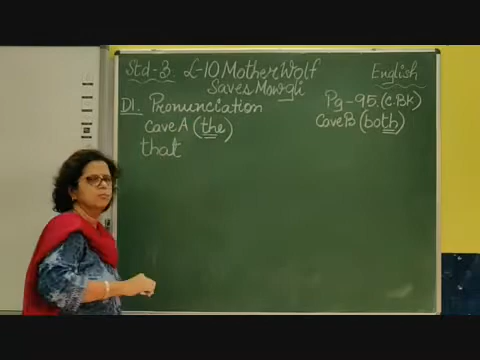 Std-3. L-10 Mother Wolf English
Saves Mowgli
D1. Pronunciation Pg-95.(C.Bk)
Cave A (the) Cave B (both)
that